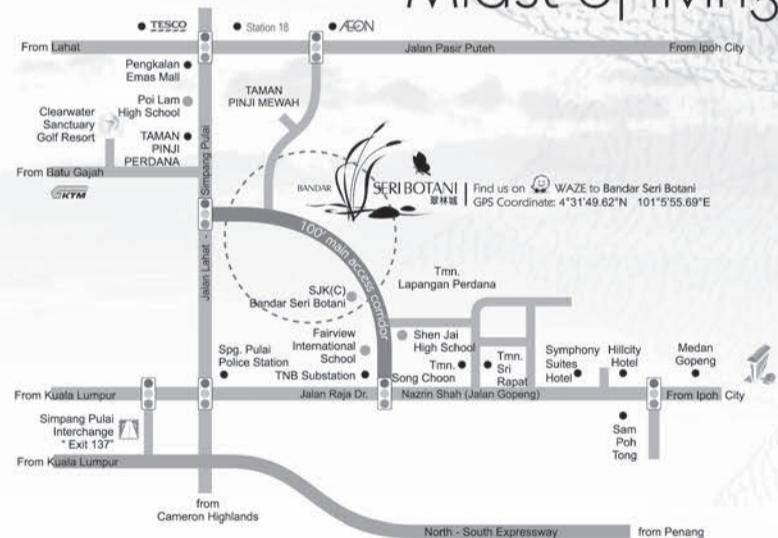 Midst of living
TESCO
Station 18
ÆON
From Lahat
Jalan Pasir Puteh
From Ipoh City
Pengkalan
Emas Mall
Poi Lam
High School
Clearwater
Sanctuary
Golf Resort
TAMAN
PINJI
PERDANA
TAMAN
PINJI MEWAH
From Batu Gajah
KTM
Jalan Lahat - Simpang Pulai
BANDAR
SERI BOTANI
翠林城
Find us on WAZE to Bandar Seri Botani
GPS Coordinate: 4°31'49.62"N 101°5'55.69"E
100' main access corridor
SJK(C)
Bandar Seri Botani
Tmn.
Lapangan Perdana
Fairview
International
School
Shen Jai
High School
Spg. Pulai
Police Station
TNB Substation
Tmn.
Song Choon
Tmn.
Sri
Rapat
Symphony
Suites
Hotel
Hillcity
Hotel
Medan
Gopeng
From Kuala Lumpur
Jalan Raja Dr.
Nazrin Shah (Jalan Gopeng)
From Ipoh City
Simpang Pulai
Interchange
" Exit 137"
Sam
Poh
Tong
From Kuala Lumpur
from
Cameron Highlands
North - South Expressway
from Penang